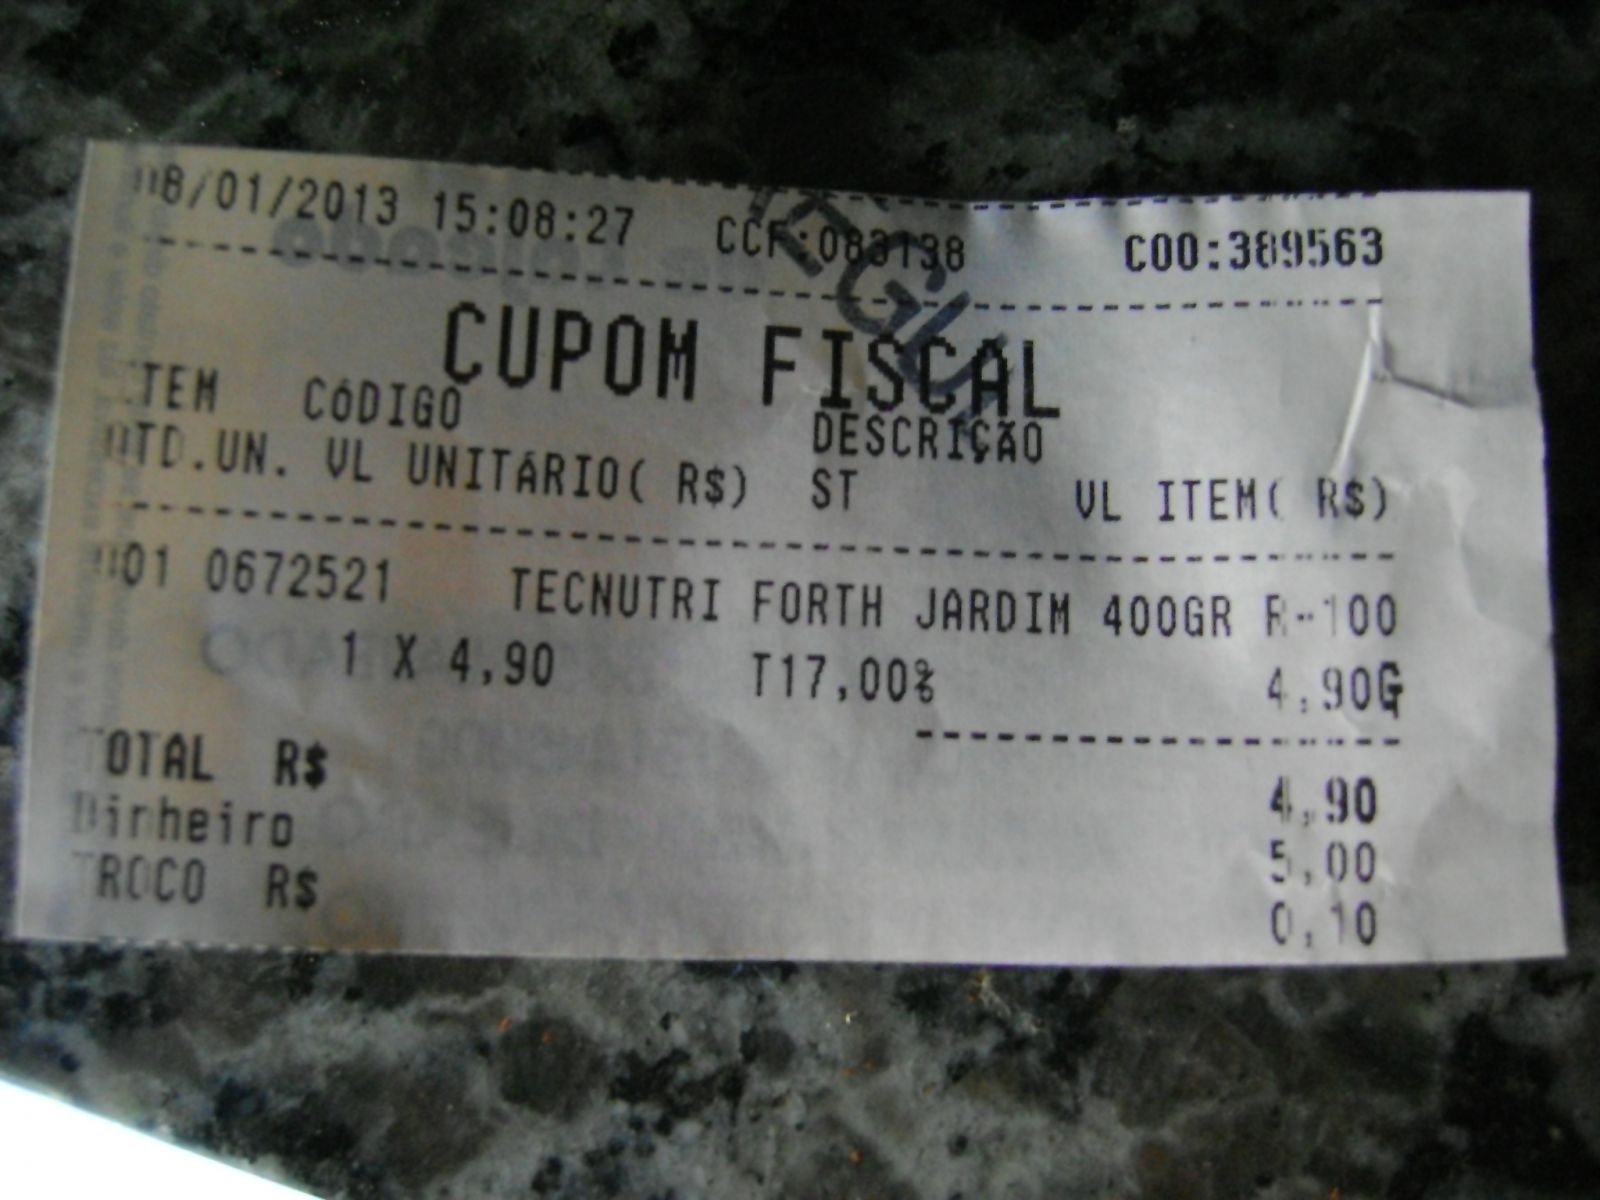 08/01/2013 15:08:27 CCF:083138 COO:389563
CUPOM FISCAL
ITEM CóDIGO DESCRIÇÃO
QTD.UN. VL UNITÁRIO( R$) ST VL ITEM( R$)
001 0672521 TECNUTRI FORTH JARDIM 400GR R-100
1 X 4,90 T17,00% 4,90G
TOTAL R$ 4,90
Dinheiro 5,00
TROCO R$ 0,10